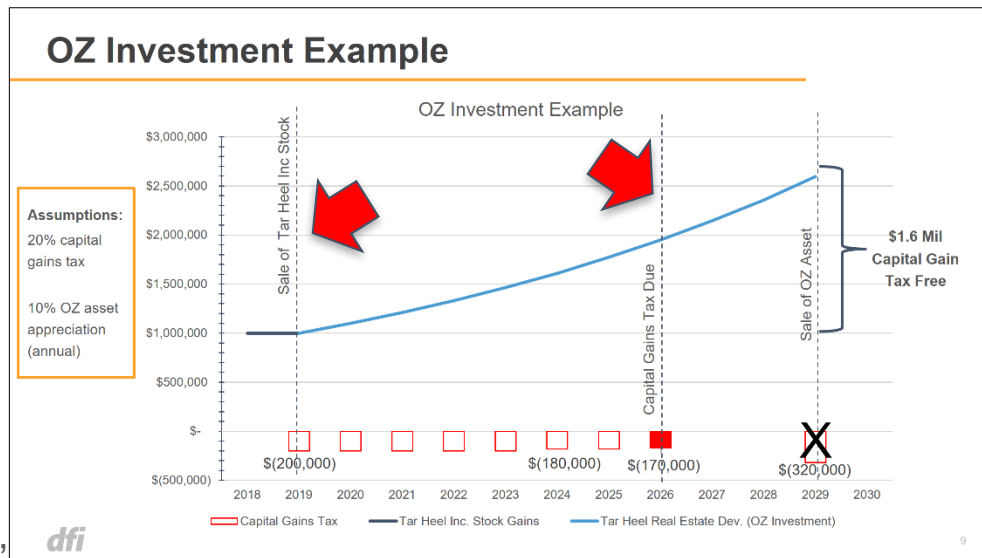 OZ Investment Example
OZ Investment Example
Assumptions:
20% capital
gains tax
10% OZ asset
appreciation
(annual)
$3,000,000
$2,500,000
$2,000,000
$1,500,000
$1,000,000
$500,000
$-
$(500,000)
Sale of Tar Heel Inc Stock
Capital Gains Tax Due
Sale of OZ Asset
$1.6 Mil
Capital Gain
Tax Free
X
$(200,000) $(180,000) $(170,000) $(320,000)
2018 2019 2020 2021 2022 2023 2024 2025 2026 2027 2028 2029 2030
Capital Gains Tax Tar Heel Inc. Stock Gains Tar Heel Real Estate Dev. (OZ Investment)
, dfi 9